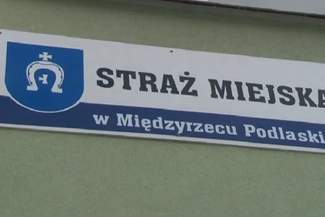 STRAŻ MIEJSKA
w Międzyrzecu Podlaski